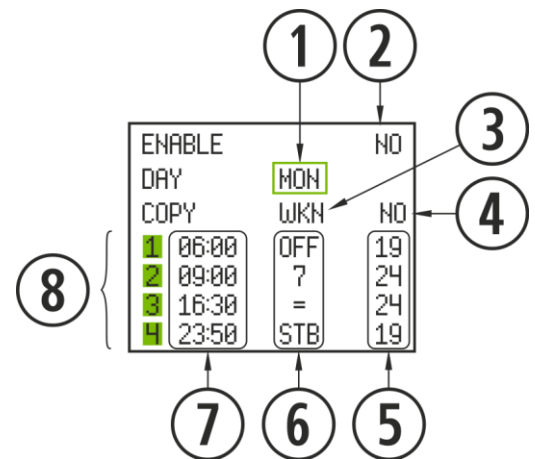 1 2
3
ENABLE NO
DAY MON
COPY WKN NO 4
8
1 06:00 OFF 19
2 09:00 7 24
3 16:30 = 24
4 23:50 STB 19
7 6 5